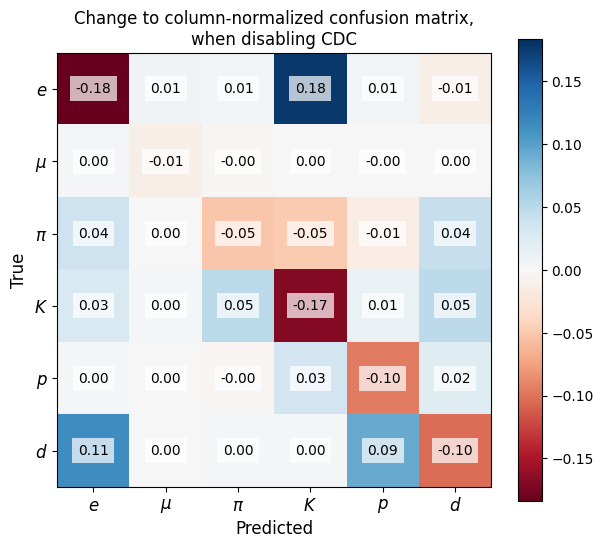 Change to column-normalized confusion matrix,
when disabling CDC
e -0.18 0.01 0.01 0.18 0.01 -0.01
μ 0.00 -0.01 -0.00 0.00 -0.00 0.00
π 0.04 0.00 -0.05 -0.05 -0.01 0.04
K 0.03 0.00 0.05 -0.17 0.01 0.05
p 0.00 0.00 -0.00 0.03 -0.10 0.02
d 0.11 0.00 0.00 0.00 0.09 -0.10
e μ π K p d
True
Predicted
0.15
0.10
0.05
0.00
−0.05
−0.10
−0.15